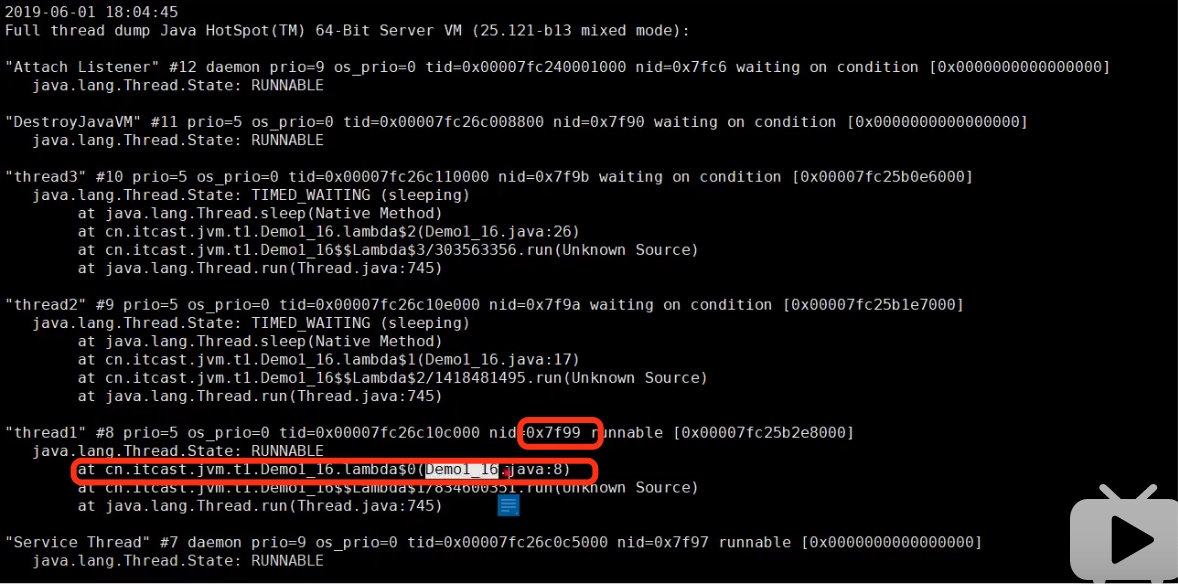 2019-06-01 18:04:45
Full thread dump Java HotSpot(TM) 64-Bit Server VM (25.121-b13 mixed mode):
"Attach Listener" #12 daemon prio=9 os_prio=0 tid=0x00007fc240001000 nid=0x7fc6 waiting on condition [0x0000000000000000]
java.lang.Thread.State: RUNNABLE
"DestroyJavaVM" #11 prio=5 os_prio=0 tid=0x00007fc26c008800 nid=0x7f90 waiting on condition [0x0000000000000000]
java.lang.Thread.State: RUNNABLE
"thread3" #10 prio=5 os_prio=0 tid=0x00007fc26c110000 nid=0x7f9b waiting on condition [0x00007fc25b0e6000]
java.lang.Thread.State: TIMED_WAITING (sleeping)
at java.lang.Thread.sleep(Native Method)
at cn.itcast.jvm.t1.Demo1_16.lambda$2(Demo1_16.java:26)
at cn.itcast.jvm.t1.Demo1_16$$Lambda$3/303563356.run(Unknown Source)
at java.lang.Thread.run(Thread.java:745)
"thread2" #9 prio=5 os_prio=0 tid=0x00007fc26c10e000 nid=0x7f9a waiting on condition [0x00007fc25b1e7000]
java.lang.Thread.State: TIMED_WAITING (sleeping)
at java.lang.Thread.sleep(Native Method)
at cn.itcast.jvm.t1.Demo1_16.lambda$1(Demo1_16.java:17)
at cn.itcast.jvm.t1.Demo1_16$$Lambda$2/1418481495.run(Unknown Source)
at java.lang.Thread.run(Thread.java:745)
"thread1" #8 prio=5 os_prio=0 tid=0x00007fc26c10c000 nid=0x7f99 runnable [0x00007fc25b2e8000]
java.lang.Thread.State: RUNNABLE
at cn.itcast.jvm.t1.Demo1_16.lambda$0(Demo1_16.java:8)
at cn.itcast.jvm.t1.Demo1_16$$Lambda$1/834600351.run(Unknown Source)
at java.lang.Thread.run(Thread.java:745)
"Service Thread" #7 daemon prio=9 os_prio=0 tid=0x00007fc26c0c5000 nid=0x7f97 runnable [0x0000000000000000]
java.lang.Thread.State: RUNNABLE